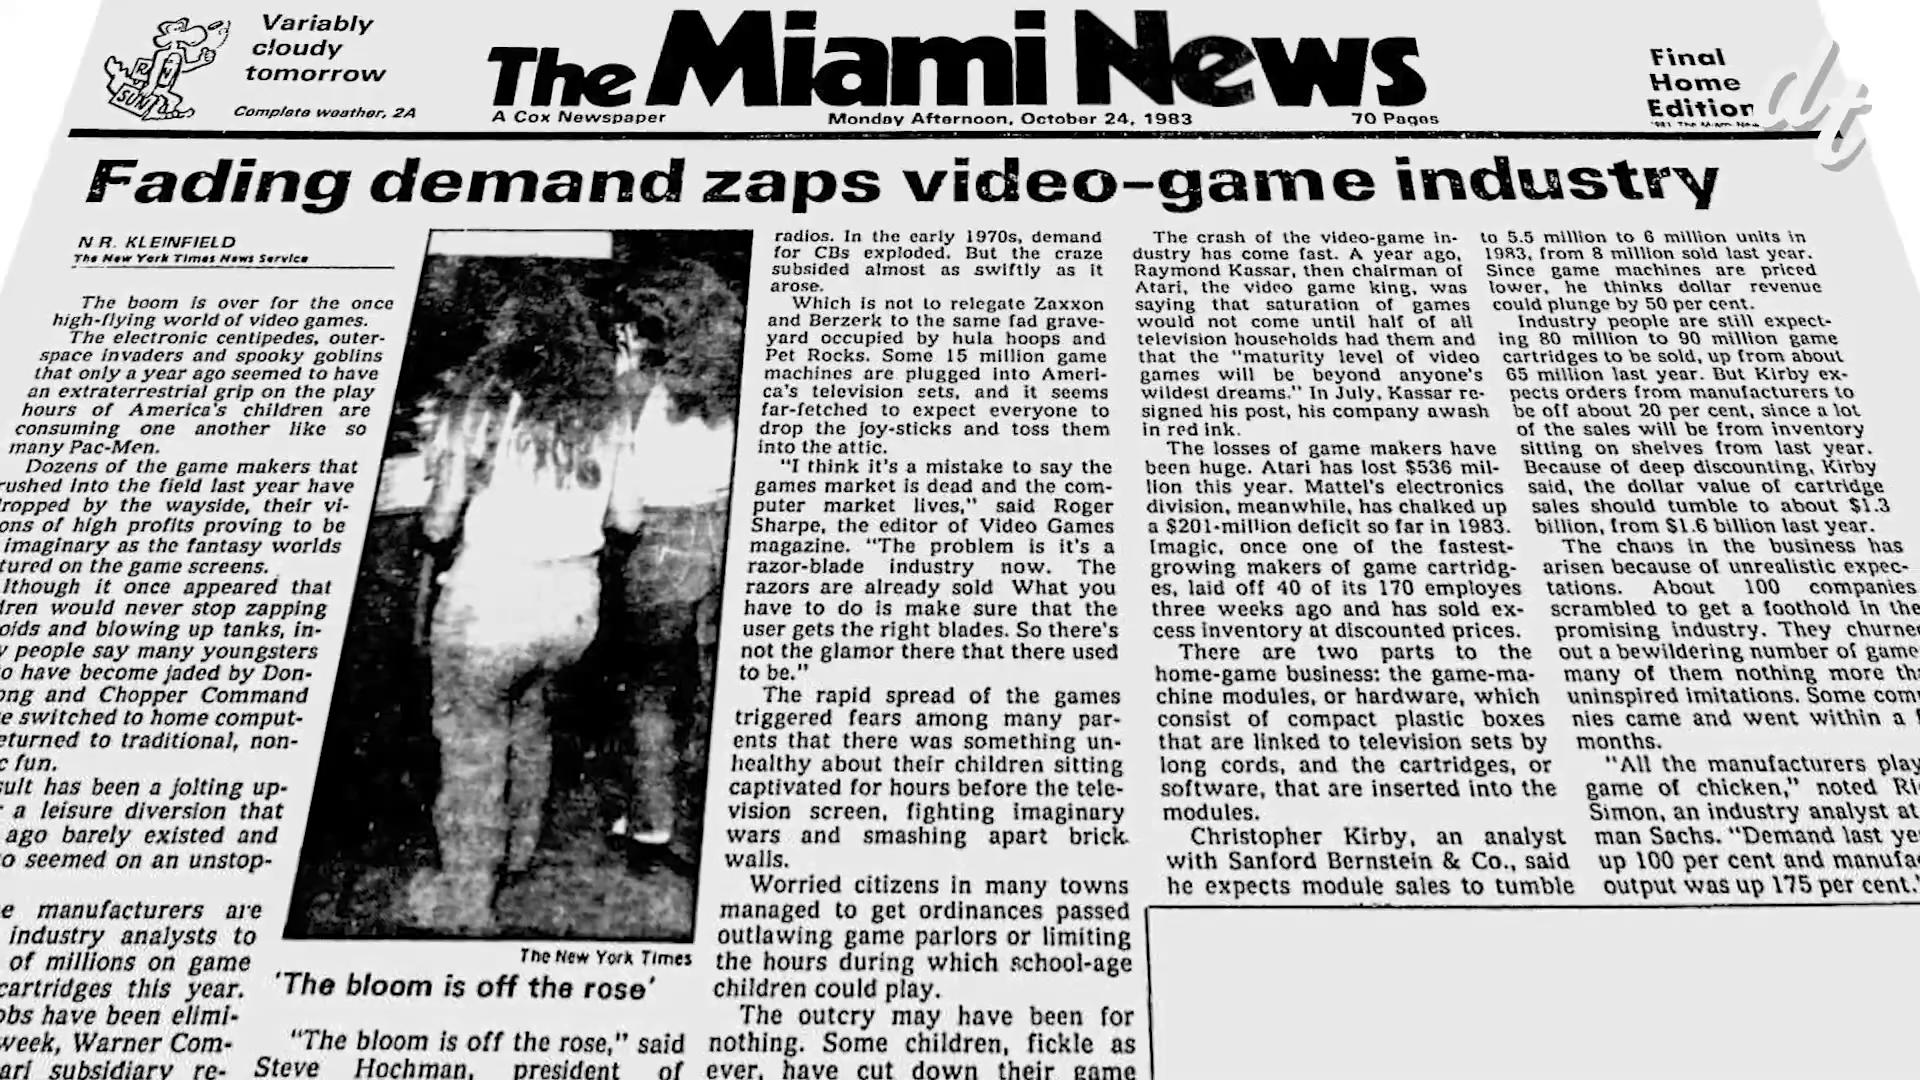 Variably
cloudy
tomorrow
Complete weather, 2A
The Miami News
A Cox Newspaper
Monday Afternoon, October 24, 1983
70 Pages
Final
Home
Edition
dt
Fading demand zaps video-game industry
N.R. KLEINFIELD
The New York Times News Service
The boom is over for the once
high-flying world of video games.
The electronic centipedes, outer-
space invaders and spooky goblins
that only a year ago seemed to have
an extraterrestrial grip on the play
hours of America's children are
consuming one another like so
many Pac-Men.
Dozens of the game makers that
rushed into the field last year have
ropped by the wayside, their vi-
ons of high profits proving to be
imaginary as the fantasy worlds
tured on the game screens.
lthough it once appeared that
dren would never stop zapping
oids and blowing up tanks, in-
y people say many youngsters
o have become jaded by Don-
ong and Chopper Command
e switched to home comput-
eturned to traditional, non-
c fun.
sult has been a jolting up-
r a leisure diversion that
ago barely existed and
o seemed on an unstop-
e manufacturers are
industry analysts to
of millions on game
cartridges this year.
obs have been elimi-
week, Warner Com-
ari subsidiary re-
The New York Times
'The bloom is off the rose'
"The bloom is off the rose," said
Steve Hochman, president of
radios. In the early 1970s, demand
for CBs exploded. But the craze
subsided almost as swiftly as it
arose.
Which is not to relegate Zaxxon
and Berzerk to the same fad grave-
yard occupied by hula hoops and
Pet Rocks. Some 15 million game
machines are plugged into Ameri-
ca's television sets, and it seems
far-fetched to expect everyone to
drop the joy-sticks and toss them
into the attic.
"I think it's a mistake to say the
games market is dead and the com-
puter market lives," said Roger
Sharpe, the editor of Video Games
magazine. "The problem is it's a
razor-blade industry now. The
razors are already sold What you
have to do is make sure that the
user gets the right blades. So there's
not the glamor there that there used
to be."
The rapid spread of the games
triggered fears among many par-
ents that there was something un-
healthy about their children sitting
captivated for hours before the tele-
vision screen, fighting imaginary
wars and smashing apart brick
walls.
Worried citizens in many towns
managed to get ordinances passed
outlawing game parlors or limiting
the hours during which school-age
children could play.
The outcry may have been for
nothing. Some children, fickle as
ever, have cut down their game
The crash of the video-game in-
dustry has come fast. A year ago,
Raymond Kassar, then chairman of
Atari, the video game king, was
saying that saturation of games
would not come until half of all
television households had them and
that the "maturity level of video
games will be beyond anyone's
wildest dreams." In July, Kassar re-
signed his post, his company awash
in red ink.
The losses of game makers have
been huge. Atari has lost $536 mil-
lion this year. Mattel's electronics
division, meanwhile, has chalked up
a $201-million deficit so far in 1983.
Imagic, once one of the fastest-
growing makers of game cartridg-
es, laid off 40 of its 170 employes
three weeks ago and has sold ex-
cess inventory at discounted prices.
There are two parts to the
home-game business: the game-ma-
chine modules, or hardware, which
consist of compact plastic boxes
that are linked to television sets by
long cords, and the cartridges, or
software, that are inserted into the
modules.
Christopher Kirby, an analyst
with Sanford Bernstein & Co., said
he expects module sales to tumble
to 5.5 million to 6 million units in
1983, from 8 million sold last year.
Since game machines are priced
lower, he thinks dollar revenue
could plunge by 50 per cent.
Industry people are still expect-
ing 80 million to 90 million game
cartridges to be sold, up from about
65 million last year. But Kirby ex-
pects orders from manufacturers to
be off about 20 per cent, since a lot
of the sales will be from inventory
sitting on shelves from last year.
Because of deep discounting, Kirby
said, the dollar value of cartridge
sales should tumble to about $1.3
billion, from $1.6 billion last year.
The chaos in the business has
arisen because of unrealistic expec-
tations. About 100 companies
scrambled to get a foothold in the
promising industry. They churne
out a bewildering number of game
many of them nothing more tha
uninspired imitations. Some com
nies came and went within a f
months.
"All the manufacturers play
game of chicken," noted Ri
Simon, an industry analyst at
man Sachs. "Demand last ye
up 100 per cent and manufac
output was up 175 per cent."